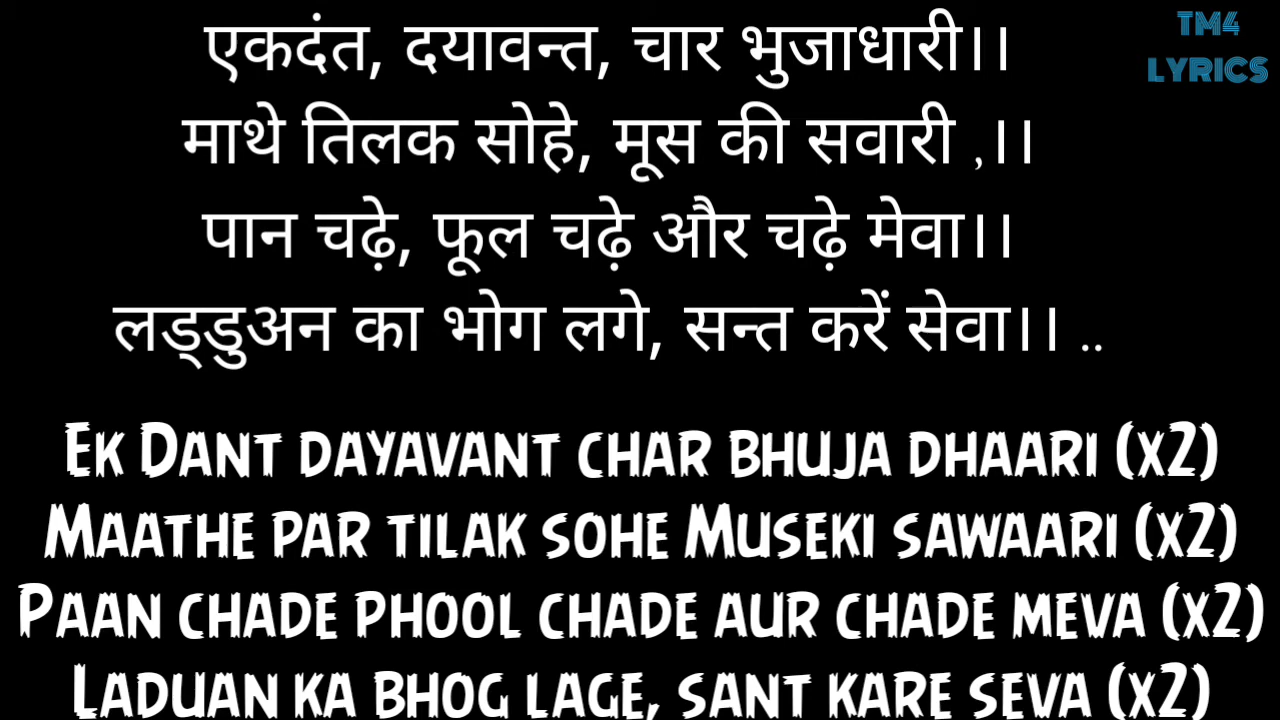 एकदंत, दयावन्त, चार भुजाधारी।।
माथे तिलक सोहे, मूस की सवारी ,।।
पान चढ़े, फूल चढ़े और चढ़े मेवा।।
लड्डुअन का भोग लगे, सन्त करें सेवा।। ..
TM4
LYRICS
Ek Dant dayavant char bhuja dhaari (x2)
Maathe par tilak sohe Museki sawaari (x2)
Paan chade phool chade aur chade meva (x2)
Laduan ka bhog lage, sant kare seva (x2)